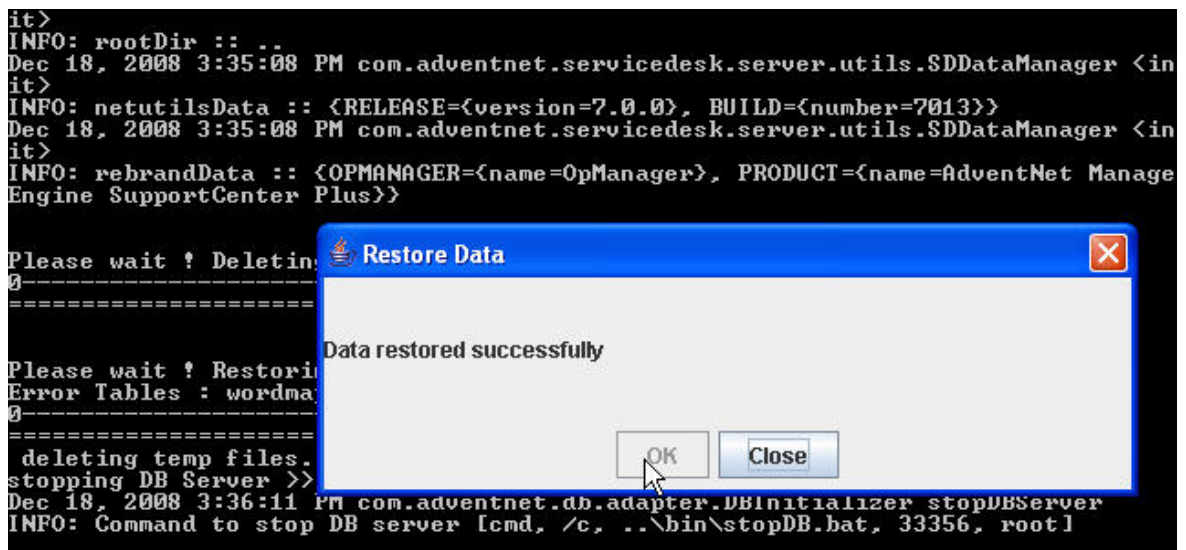 it>
INFO: rootDir :: ..
Dec 18, 2008 3:35:08 PM com.adventnet.servicedesk.server.utils.SDDataManager <in
it>
INFO: netutilsData :: {RELEASE={version=7.0.0}, BUILD={number=7013}}
Dec 18, 2008 3:35:08 PM com.adventnet.servicedesk.server.utils.SDDataManager <in
it>
INFO: rebrandData :: {OPMANAGER={name=OpManager}, PRODUCT={name=AdventNet Manage
Engine SupportCenter Plus}}
Please wait ! Deletin
0--------------------
=====================
Please wait ! Restori
Error Tables : wordma
0--------------------
=====================
deleting temp files.
stopping DB Server >>
Dec 18, 2008 3:36:11 PM com.adventnet.db.adapter.DBInitializer stopDBServer
INFO: Command to stop DB server [cmd, /c, ..\bin\stopDB.bat, 33356, root]
Restore Data
Data restored successfully
OK Close